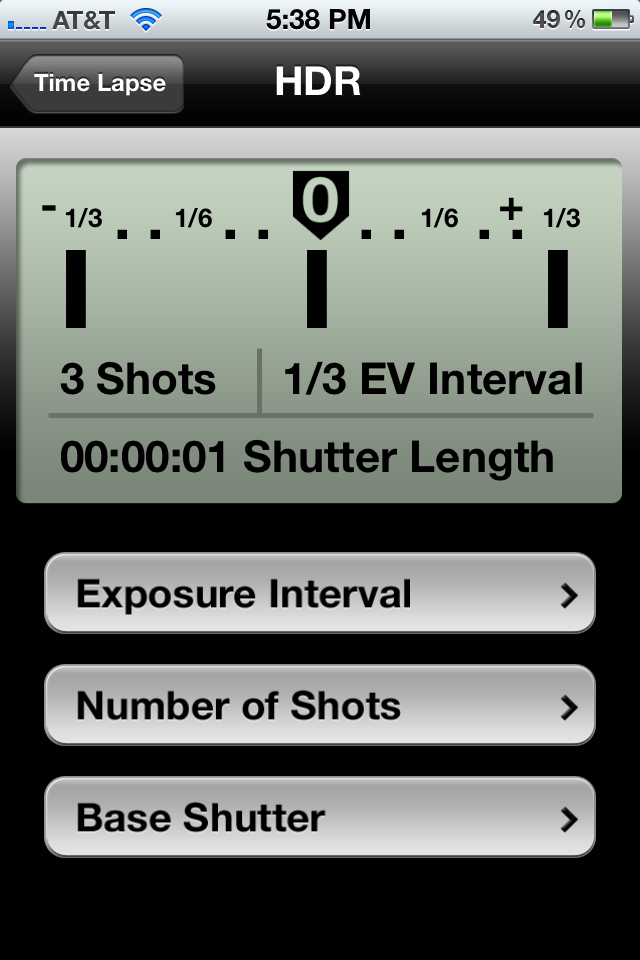 AT&T 5:38 PM 49%
Time Lapse HDR
- 1/3 . . 1/6 . . 0 . . 1/6 . + . 1/3
3 Shots 1/3 EV Interval
00:00:01 Shutter Length
Exposure Interval
Number of Shots
Base Shutter